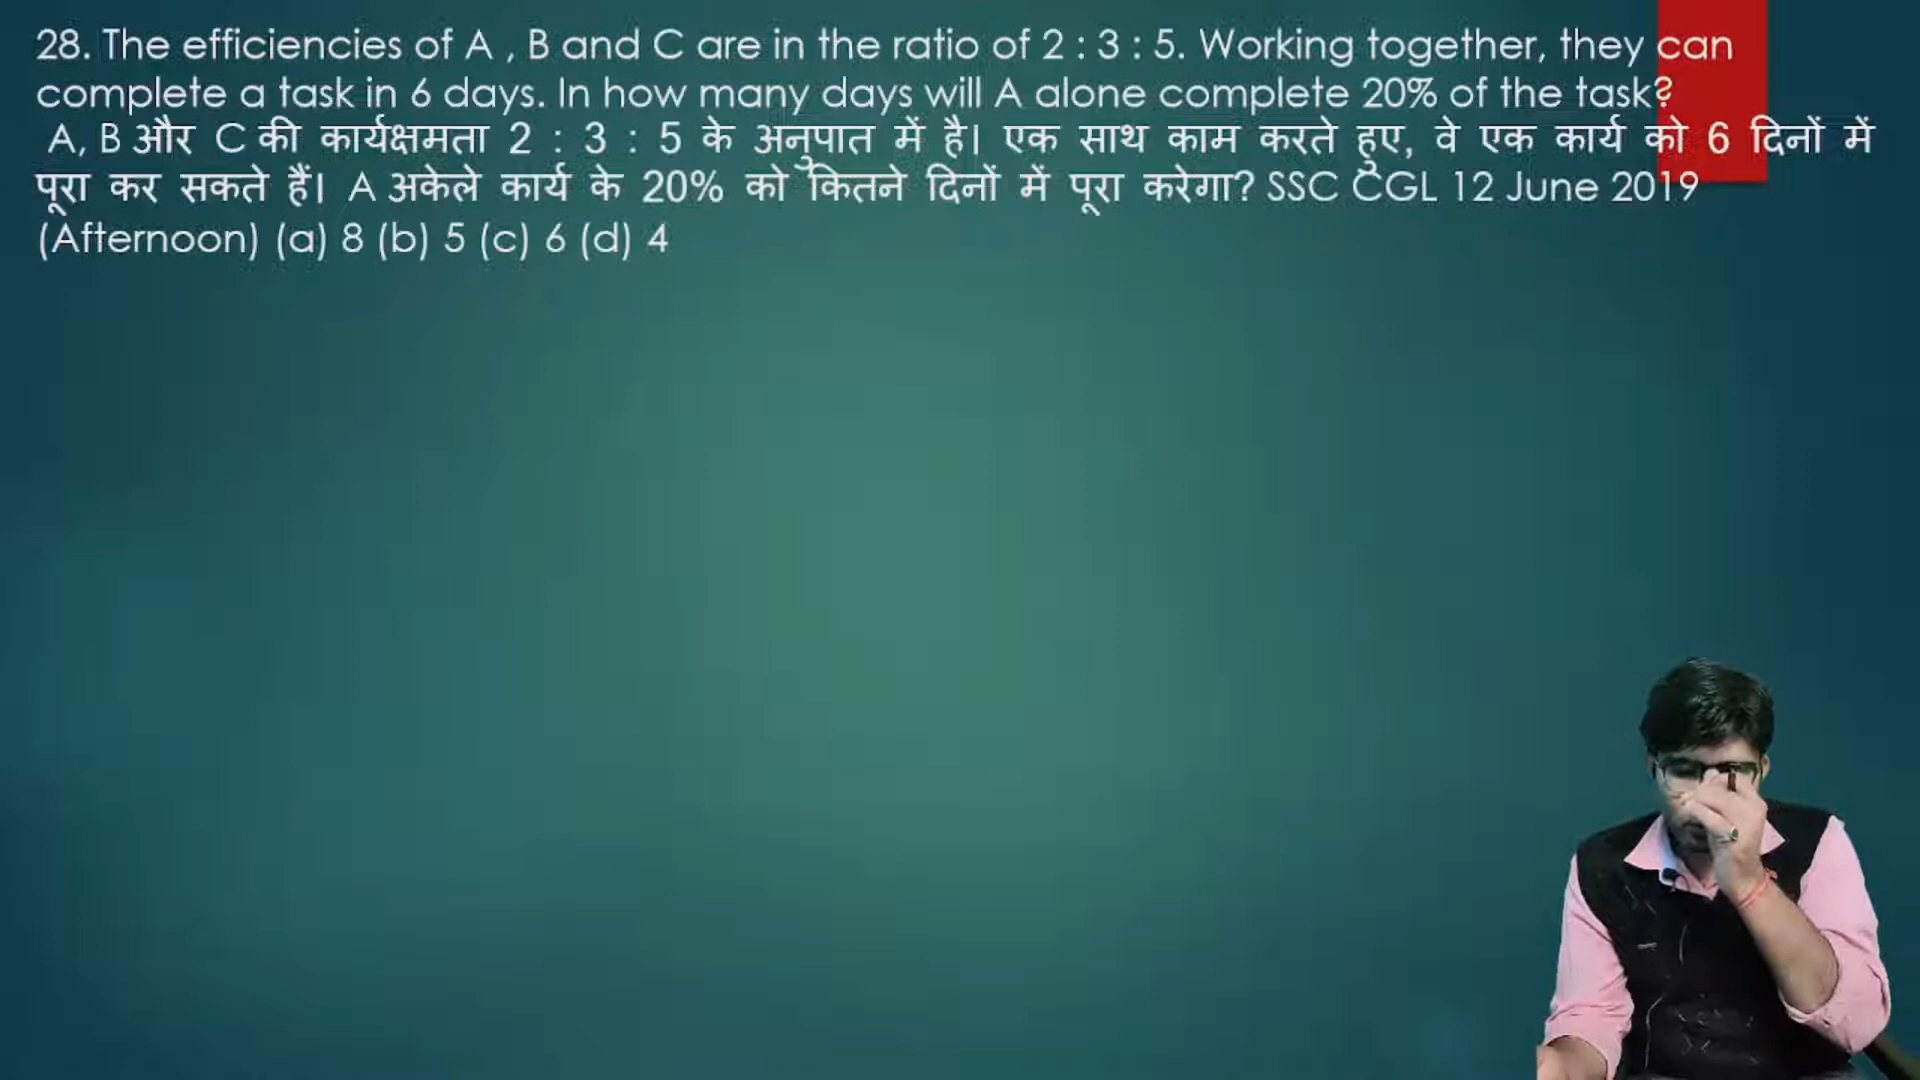 28. The efficiencies of A , B and C are in the ratio of 2 : 3 : 5. Working together, they can
complete a task in 6 days. In how many days will A alone complete 20% of the task?
A, B और C की कार्यक्षमता 2 : 3 : 5 के अनुपात में है। एक साथ काम करते हुए, वे एक कार्य को 6 दिनों में
पूरा कर सकते हैं। A अकेले कार्य के 20% को कितने दिनों में पूरा करेगा? SSC CGL 12 June 2019
(Afternoon) (a) 8 (b) 5 (c) 6 (d) 4